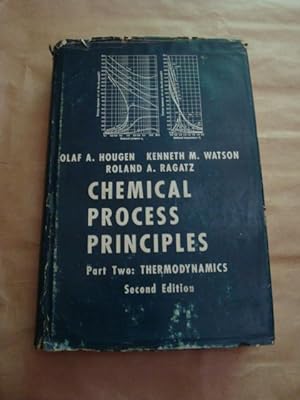 OLAF A. HOUGEN KENNETH M. WATSON
ROLAND A. RAGATZ
CHEMICAL
PROCESS
PRINCIPLES
Part Two: THERMODYNAMICS
Second Edition